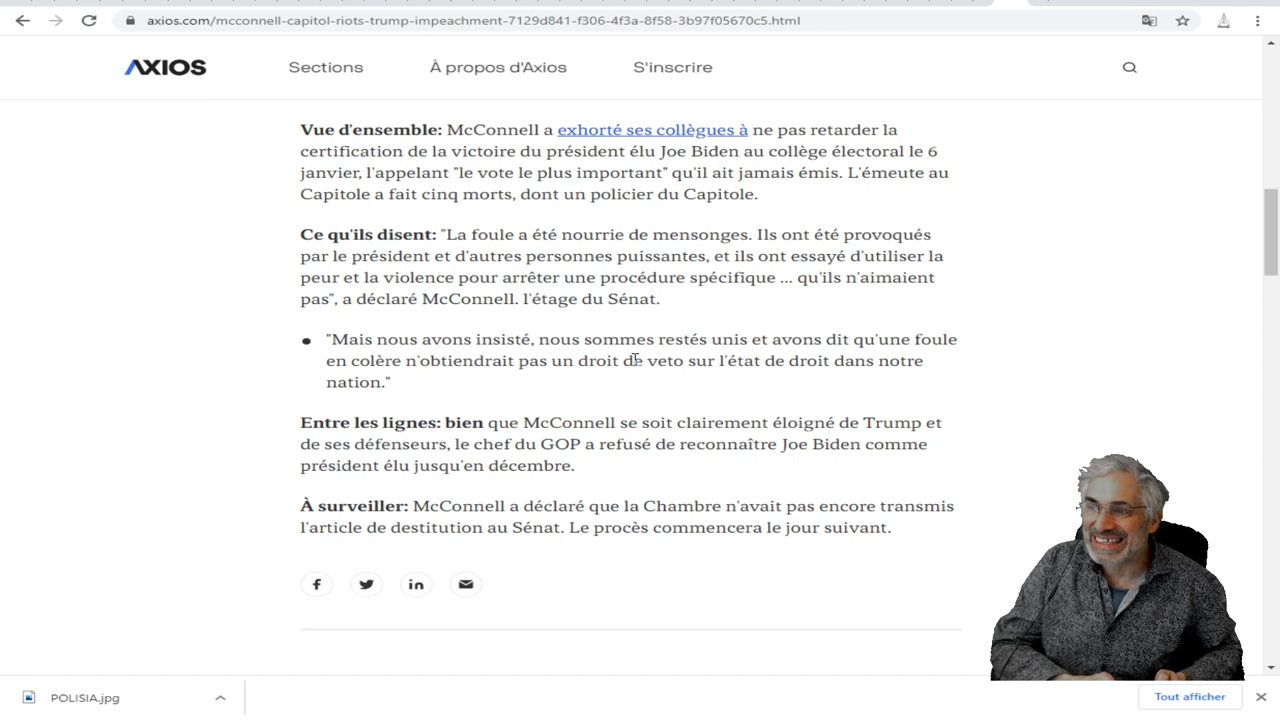 axios.com/mcconnell-capitol-riots-trump-impeachment-7129d841-f306-4f3a-8f58-3b97f05670c5.html
AXIOS
Sections
À propos d'Axios
S'inscrire
Vue d'ensemble: McConnell a exhorté ses collègues à ne pas retarder la
certification de la victoire du président élu Joe Biden au collège électoral le 6
janvier, l'appelant "le vote le plus important" qu'il ait jamais émis. L'émeute au
Capitole a fait cinq morts, dont un policier du Capitole.
Ce qu'ils disent: "La foule a été nourrie de mensonges. Ils ont été provoqués
par le président et d'autres personnes puissantes, et ils ont essayé d'utiliser la
peur et la violence pour arrêter une procédure spécifique ... qu'ils n'aimaient
pas", a déclaré McConnell. l'étage du Sénat.
"Mais nous avons insisté, nous sommes restés unis et avons dit qu'une foule
en colère n'obtiendrait pas un droit de veto sur l'état de droit dans notre
nation."
Entre les lignes: bien que McConnell se soit clairement éloigné de Trump et
de ses défenseurs, le chef du GOP a refusé de reconnaître Joe Biden comme
président élu jusqu'en décembre.
À surveiller: McConnell a déclaré que la Chambre n'avait pas encore transmis
l'article de destitution au Sénat. Le procès commencera le jour suivant.
POLISIA.jpg
Tout afficher